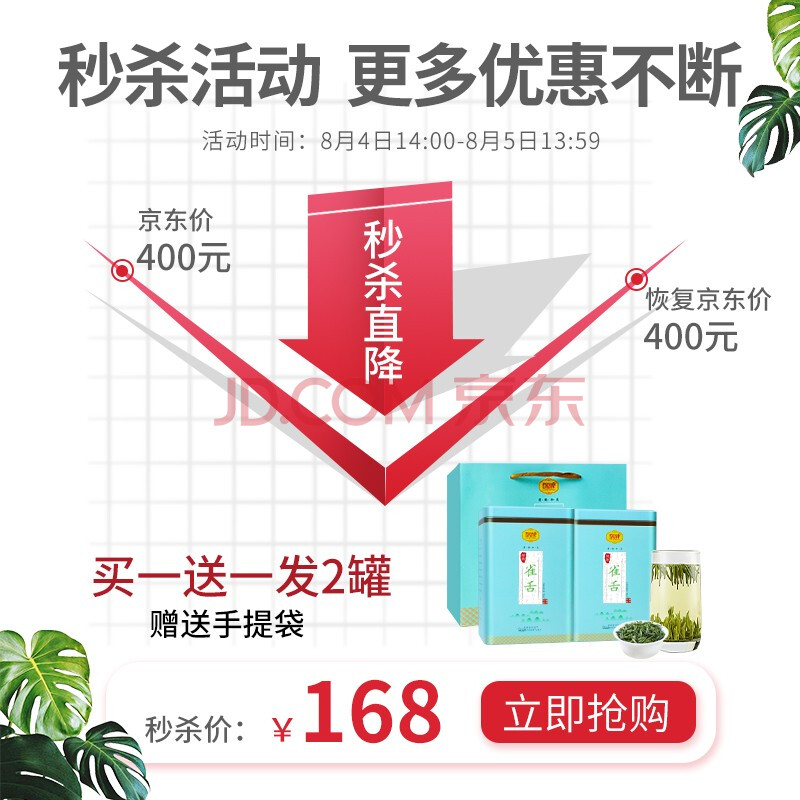 秒杀活动 更多优惠不断
活动时间：8月4日14:00-8月5日13:59
京东价
400元
秒杀直降
恢复京东价
400元
JD.COM 京东
买一送一发2罐
赠送手提袋
雀舌
雀舌
秒杀价：￥168
立即抢购